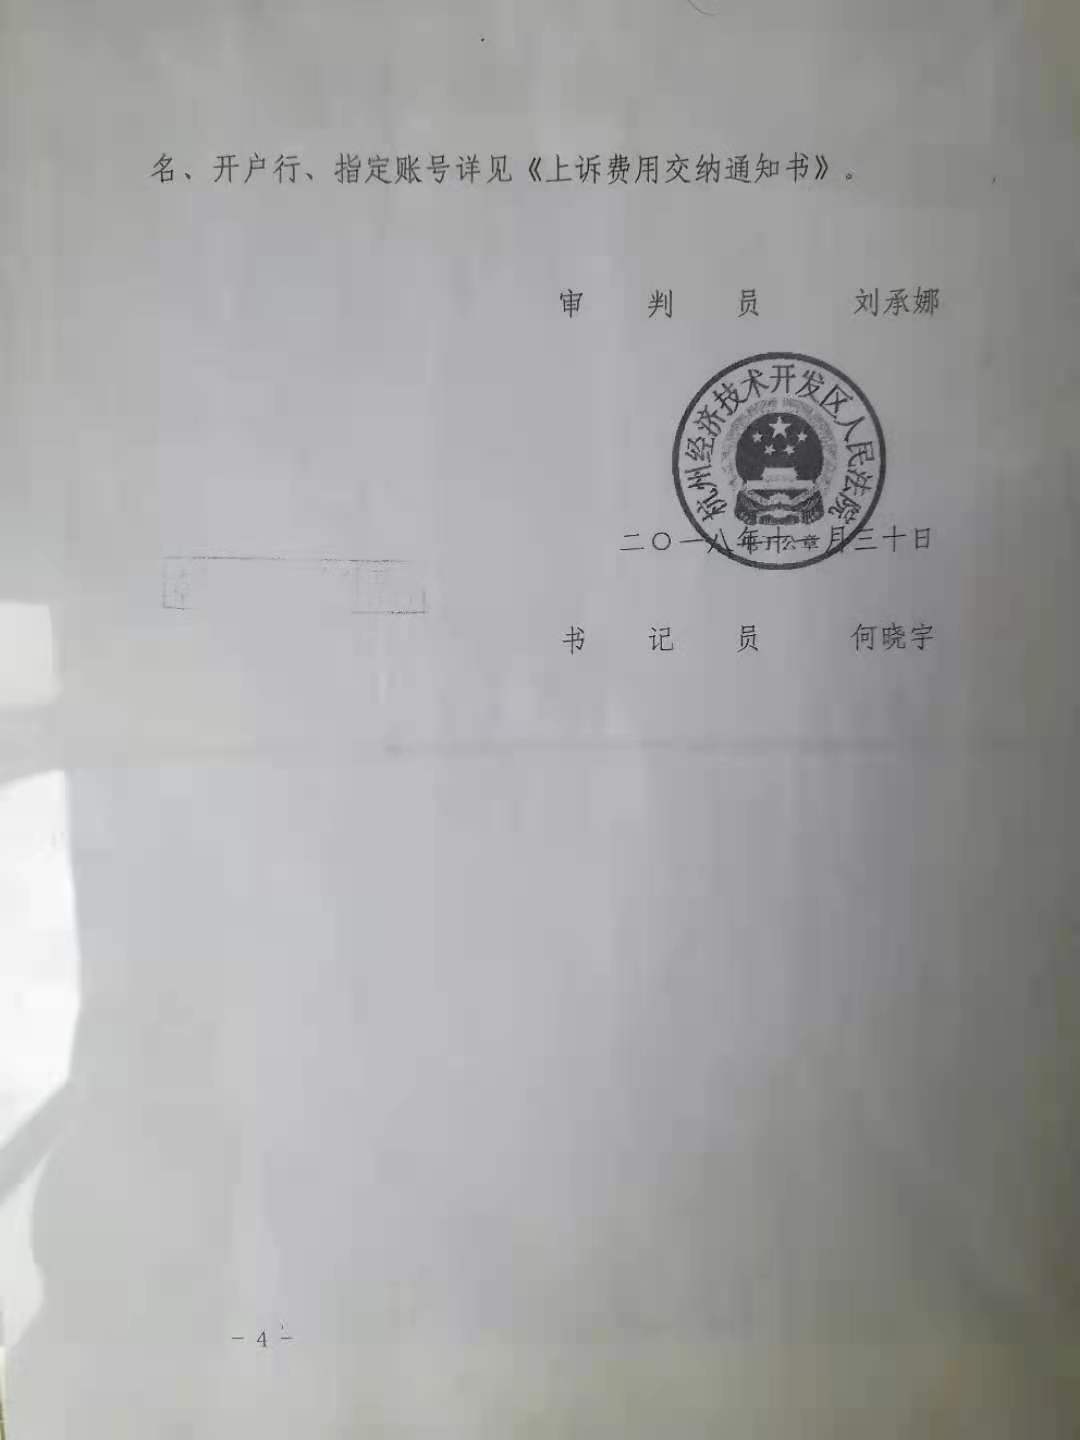 名、开户行、指定账号详见《上诉费用交纳通知书》。
审 判 员 刘承娜
杭州经济技术开发区人民法院
二〇一八年十一月三十日
书 记 员 何晓宇
- 4 -